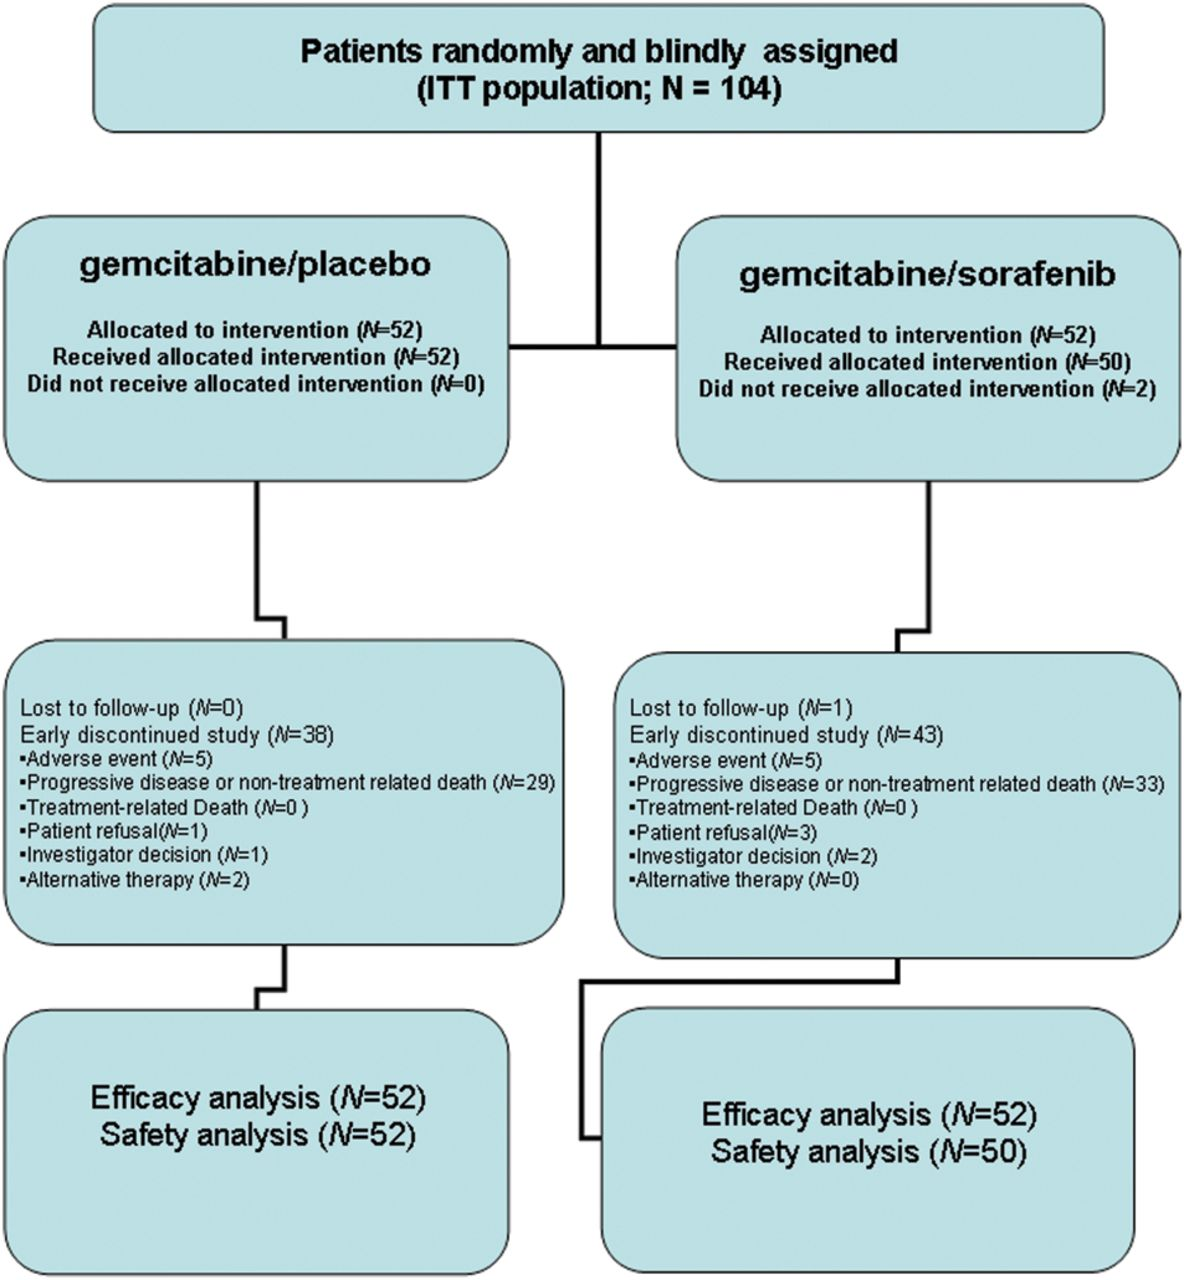 Patients randomly and blindly assigned
(ITT population; N = 104)
gemcitabine/placebo
Allocated to intervention (N=52)
Received allocated intervention (N=52)
Did not receive allocated intervention (N=0)
gemcitabine/sorafenib
Allocated to intervention (N=52)
Received allocated intervention (N=50)
Did not receive allocated intervention (N=2)
Lost to follow-up (N=0)
Early discontinued study (N=38)
▪Adverse event (N=5)
▪Progressive disease or non-treatment related death (N=29)
▪Treatment-related Death (N=0 )
▪Patient refusal(N=1)
▪Investigator decision (N=1)
▪Alternative therapy (N=2)
Lost to follow-up (N=1)
Early discontinued study (N=43)
▪Adverse event (N=5)
▪Progressive disease or non-treatment related death (N=33)
▪Treatment-related Death (N=0 )
▪Patient refusal(N=3)
▪Investigator decision (N=2)
▪Alternative therapy (N=0)
Efficacy analysis (N=52)
Safety analysis (N=52)
Efficacy analysis (N=52)
Safety analysis (N=50)